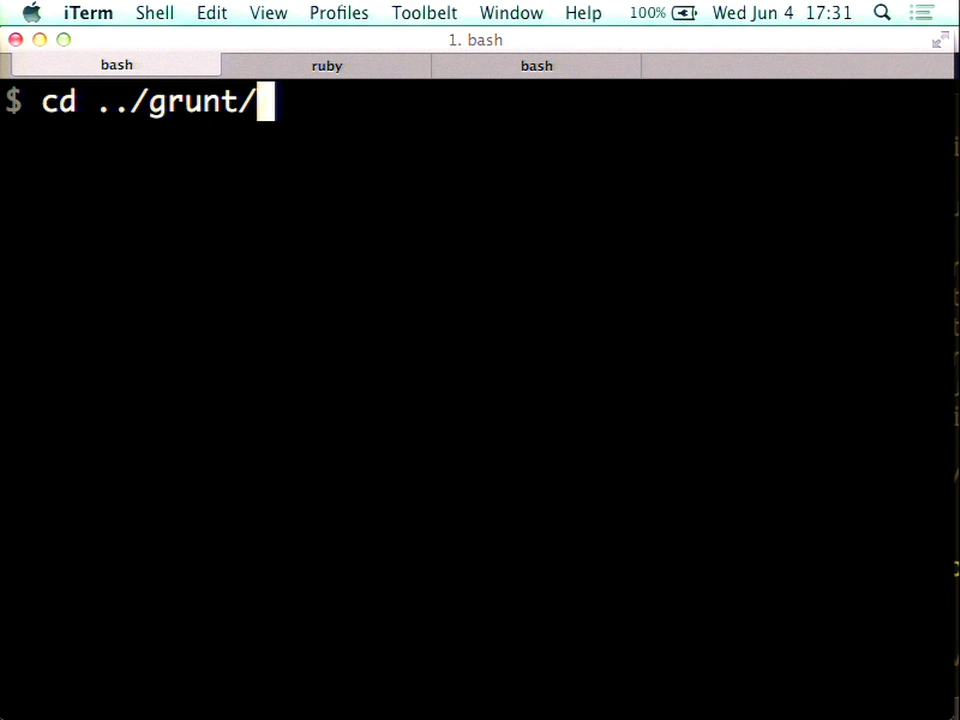 iTerm Shell Edit View Profiles Toolbelt Window Help 100% Wed Jun 4 17:31
1. bash
bash ruby bash
$ cd ../grunt/